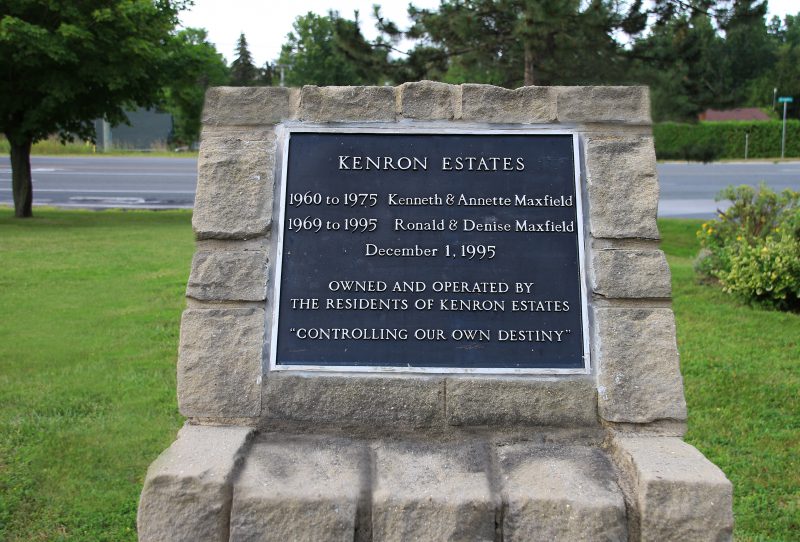 KENRON ESTATES
1960 to 1975 Kenneth & Annette Maxfield
1969 to 1995 Ronald & Denise Maxfield
December 1, 1995
OWNED AND OPERATED BY
THE RESIDENTS OF KENRON ESTATES
"CONTROLLING OUR OWN DESTINY"